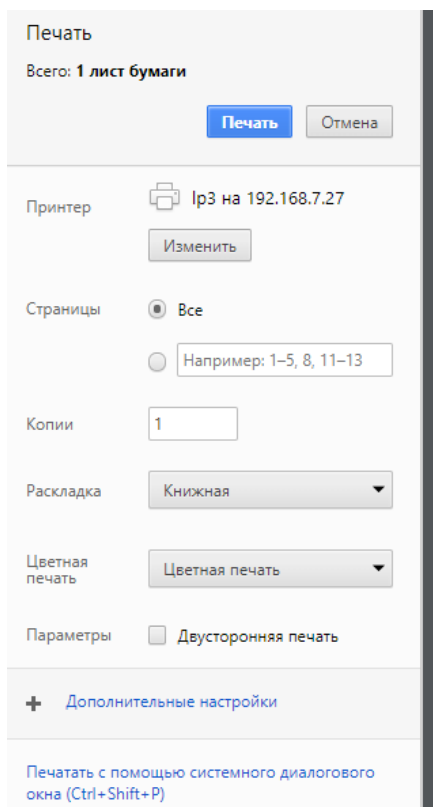 Печать
Всего: 1 лист бумаги
Печать
Отмена
Принтер
lp3 на 192.168.7.27
Изменить
Страницы
Все
Например: 1–5, 8, 11–13
Копии
1
Раскладка
Книжная
Цветная
печать
Цветная печать
Параметры
Двусторонняя печать
Дополнительные настройки
Печатать с помощью системного диалогового
окна (Ctrl+Shift+P)